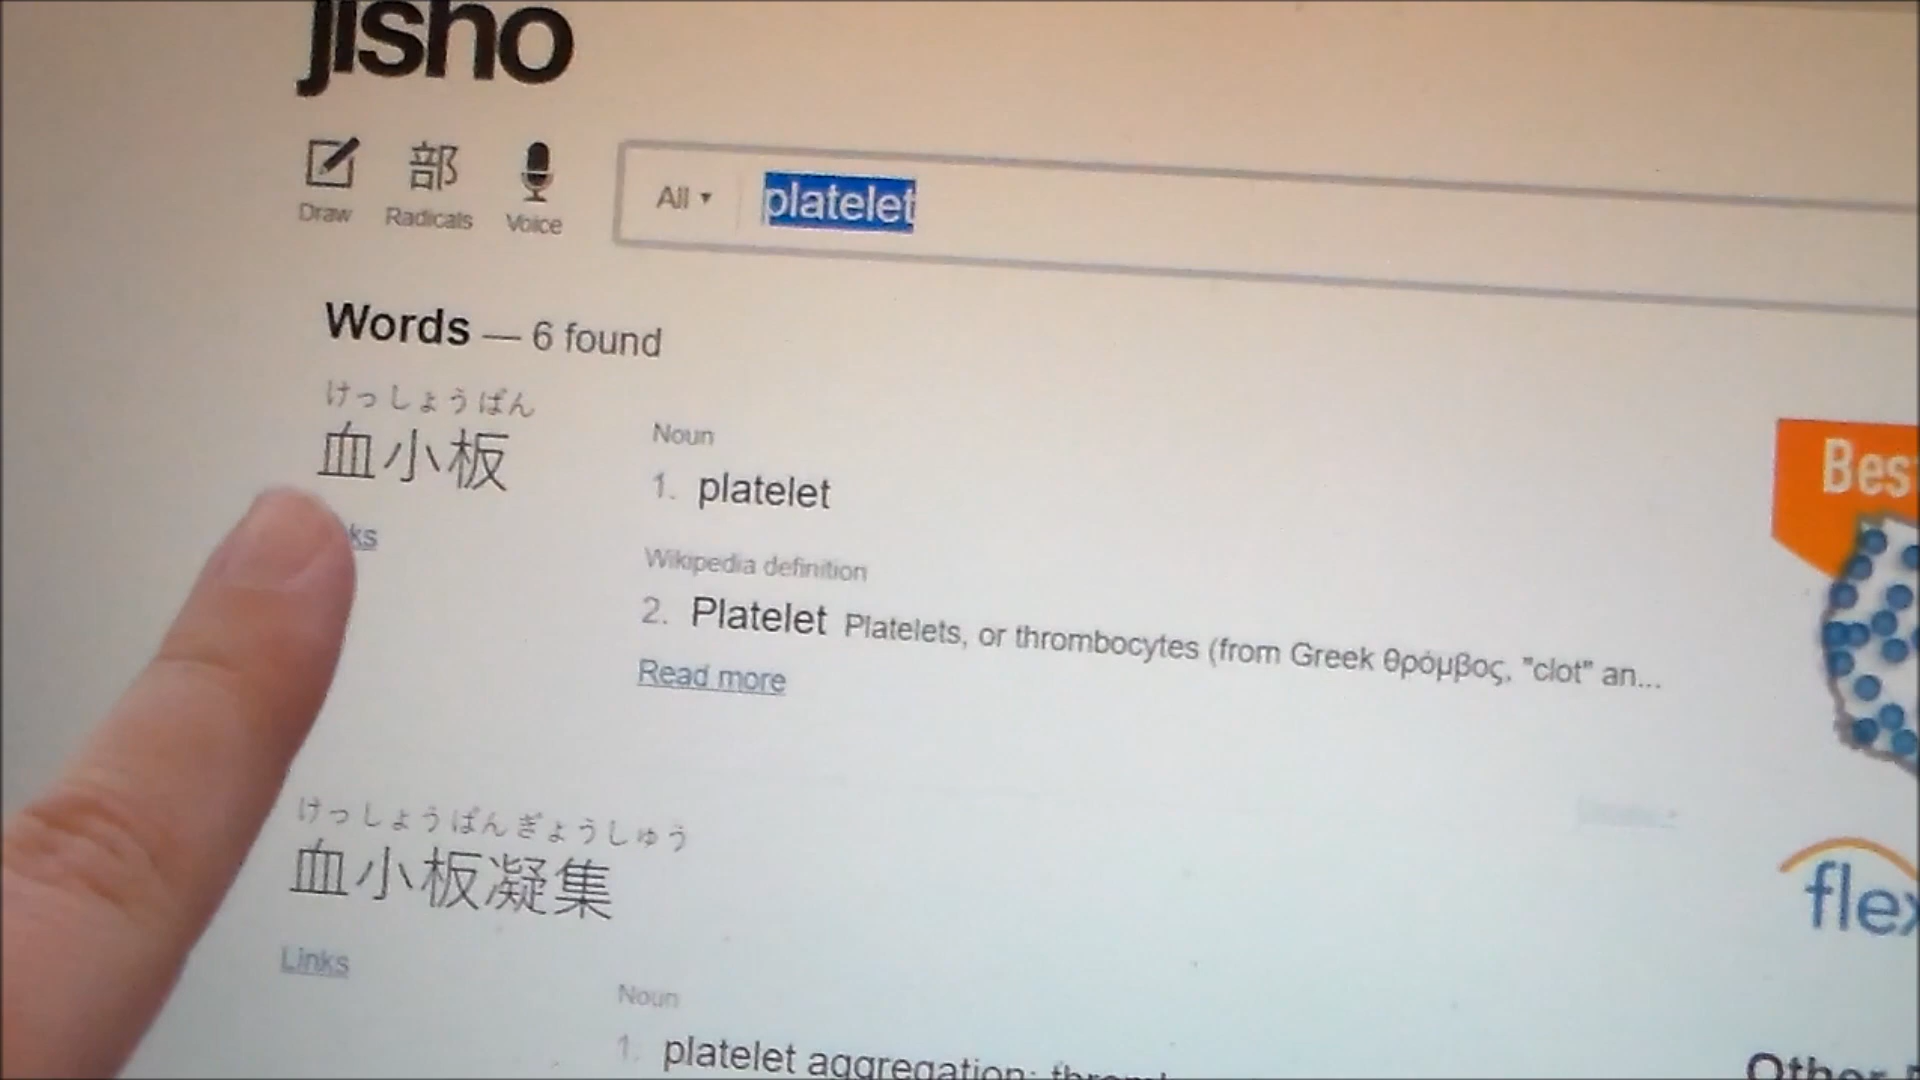 jisho
部
Draw Radicals Voice
All ▾ platelet
Words — 6 found
けっしょうばん
血小板
Noun
1. platelet
Wikipedia definition
2. Platelet Platelets, or thrombocytes (from Greek θρόμβος, "clot" an...
Read more
Bes
けっしょうばんぎょうしゅう
血小板凝集
Links
flex
Noun
1. platelet aggregation;
Other